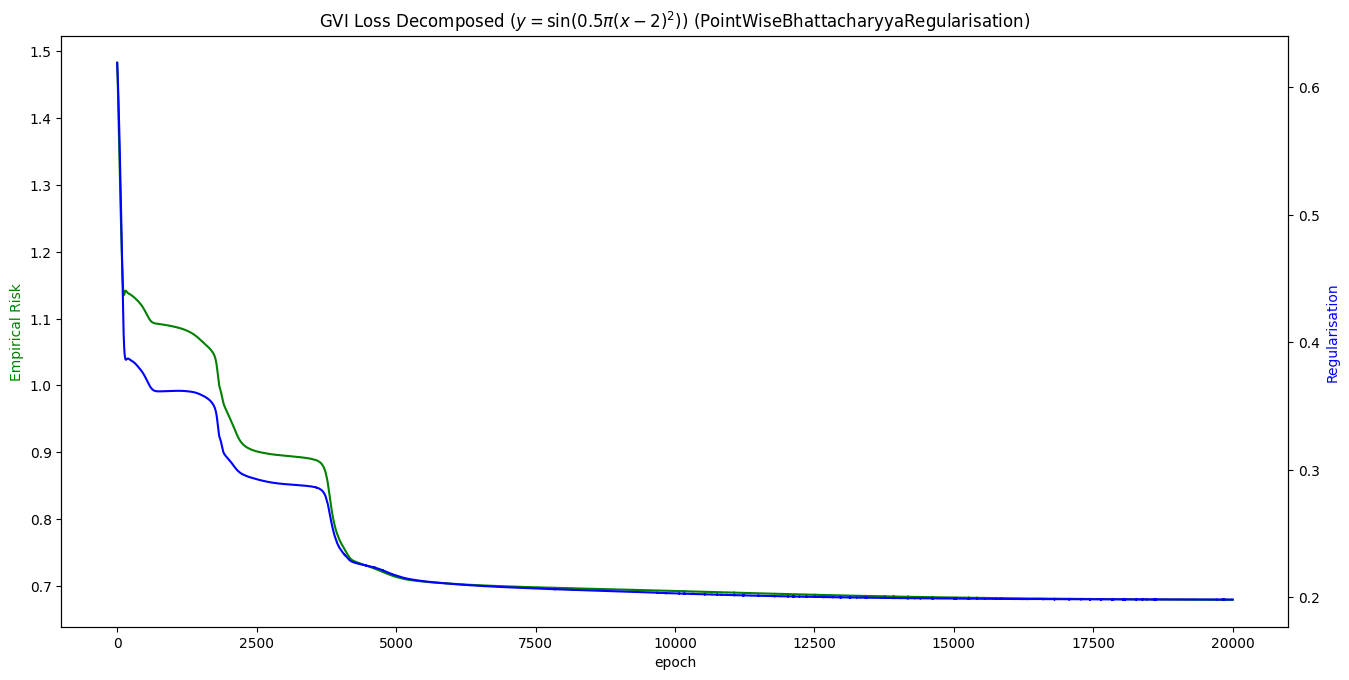 GVI Loss Decomposed (y = sin(0.5π(x − 2)²)) (PointWiseBhattacharyyaRegularisation)
1.5
1.4
1.3
1.2
1.1
1.0
0.9
0.8
0.7
Empirical Risk
0.6
0.5
0.4
0.3
0.2
Regularisation
0 2500 5000 7500 10000 12500 15000 17500 20000
epoch